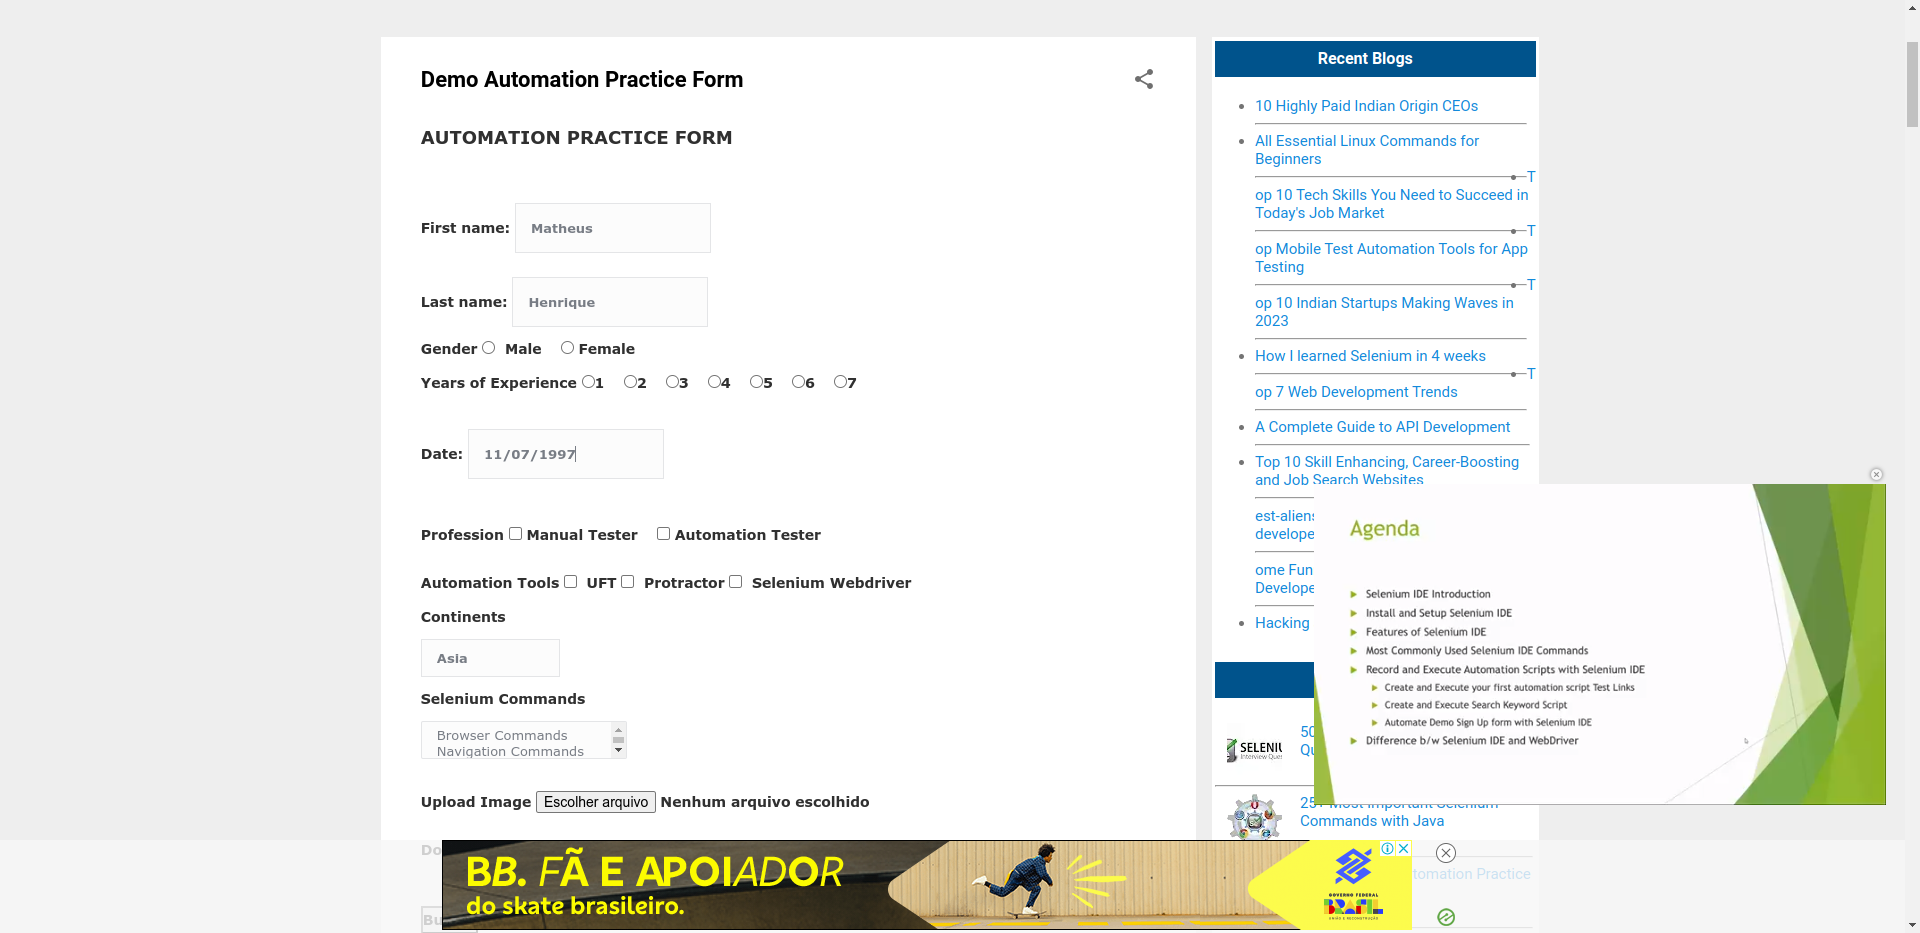 Demo Automation Practice Form
AUTOMATION PRACTICE FORM
First name: Matheus
Last name: Henrique
Gender Male Female
Years of Experience 1 2 3 4 5 6 7
Date: 11/07/1997
Profession Manual Tester Automation Tester
Automation Tools UFT Protractor Selenium Webdriver
Continents
Asia
Selenium Commands
Browser Commands
Navigation Commands
Upload Image Escolher arquivo Nenhum arquivo escolhido
Do
Bu
Recent Blogs
10 Highly Paid Indian Origin CEOs
All Essential Linux Commands for
Beginners
T
op 10 Tech Skills You Need to Succeed in
Today's Job Market
T
op Mobile Test Automation Tools for App
Testing
T
op 10 Indian Startups Making Waves in
2023
How I learned Selenium in 4 weeks
T
op 7 Web Development Trends
A Complete Guide to API Development
Top 10 Skill Enhancing, Career-Boosting
and Job Search Websites
est-aliens
develope
ome Fun
Develope
Hacking
Agenda
Selenium IDE Introduction
Install and Setup Selenium IDE
Features of Selenium IDE
Most Commonly Used Selenium IDE Commands
Record and Execute Automation Scripts with Selenium IDE
Create and Execute your first automation script Test Links
Create and Execute Search Keyword Script
Automate Demo Sign Up form with Selenium IDE
Difference b/w Selenium IDE and WebDriver
SELENIU
Interview Ques
50
Qu
25+ Most Important Selenium
Commands with Java
tomation Practice
BB. FÃ E APOIADOR
do skate brasileiro.
GOVERNO FEDERAL
BRASIL
UNIÃO E RECONSTRUÇÃO